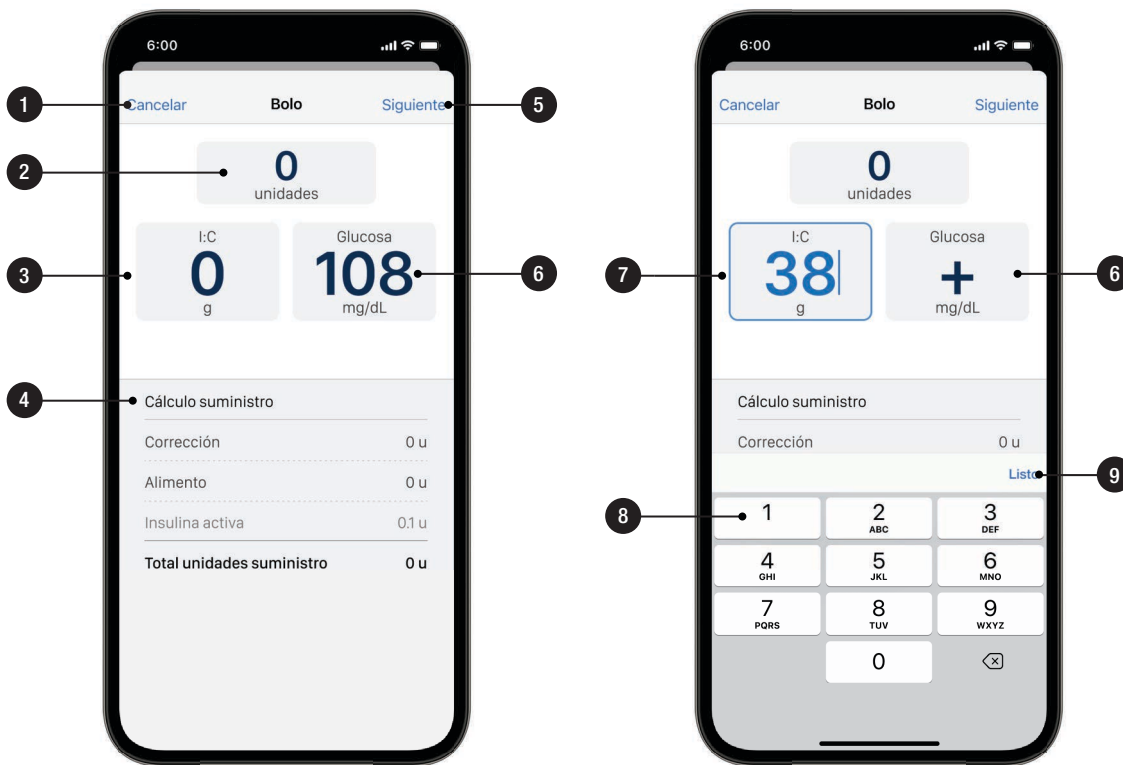 6:00
1
Cancelar
Bolo
Siguiente
5
2
0
unidades
I:C
Glucosa
3
0
108
6
g
mg/dL
4
Cálculo suministro
Corrección
0 u
Alimento
0 u
Insulina activa
0.1 u
Total unidades suministro
0 u
6:00
Cancelar
Bolo
Siguiente
0
unidades
I:C
Glucosa
7
38
+
6
g
mg/dL
Cálculo suministro
Corrección
0 u
Listo
9
8
1
2
3
ABC
DEF
4
5
6
GHI
JKL
MNO
7
8
9
PQRS
TUV
WXYZ
0